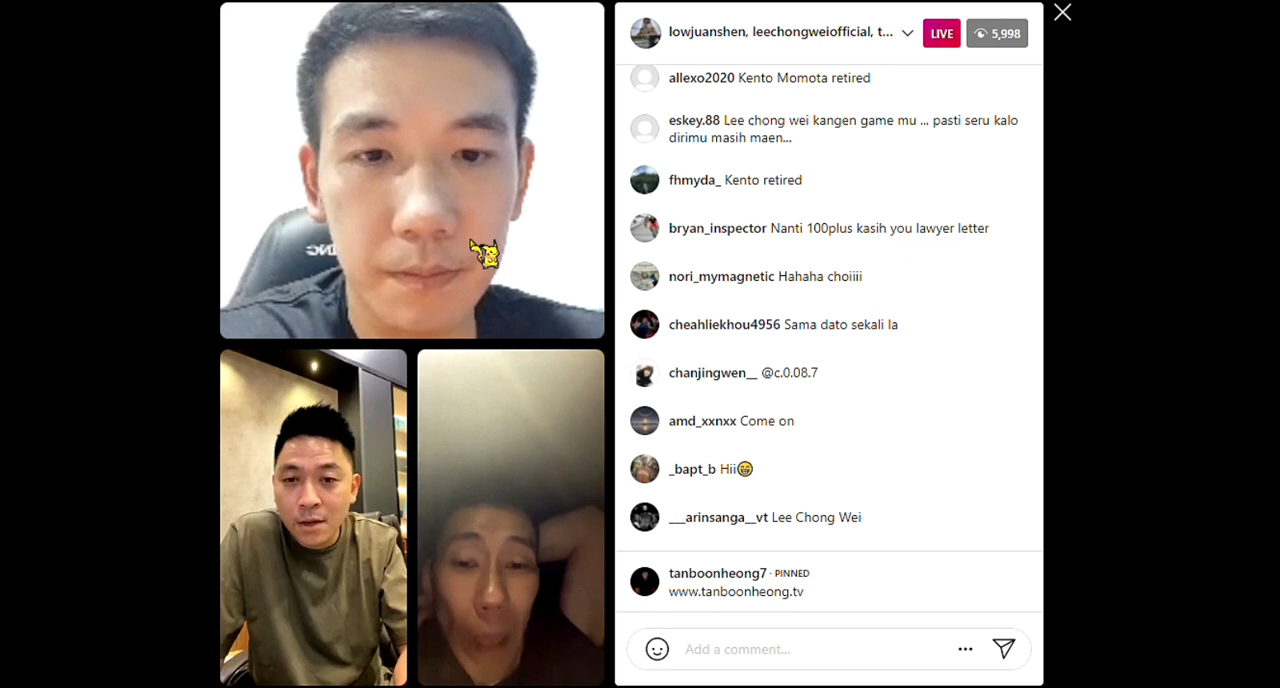 lowjuanshen, leechongweiofficial, t...
LIVE
5,998
allexo2020 Kento Momota retired
eskey.88 Lee chong wei kangen game mu ... pasti seru kalo
dirimu masih maen...
fhmyda_ Kento retired
bryan_inspector Nanti 100plus kasih you lawyer letter
nori_mymagnetic Hahaha choiiii
cheahliekhou4956 Sama dato sekali la
chanjingwen__ @c.0.08.7
amd_xxnxx Come on
_bapt_b Hii😁
___arinsanga__vt Lee Chong Wei
tanboonheong7 · PINNED
www.tanboonheong.tv
Add a comment...